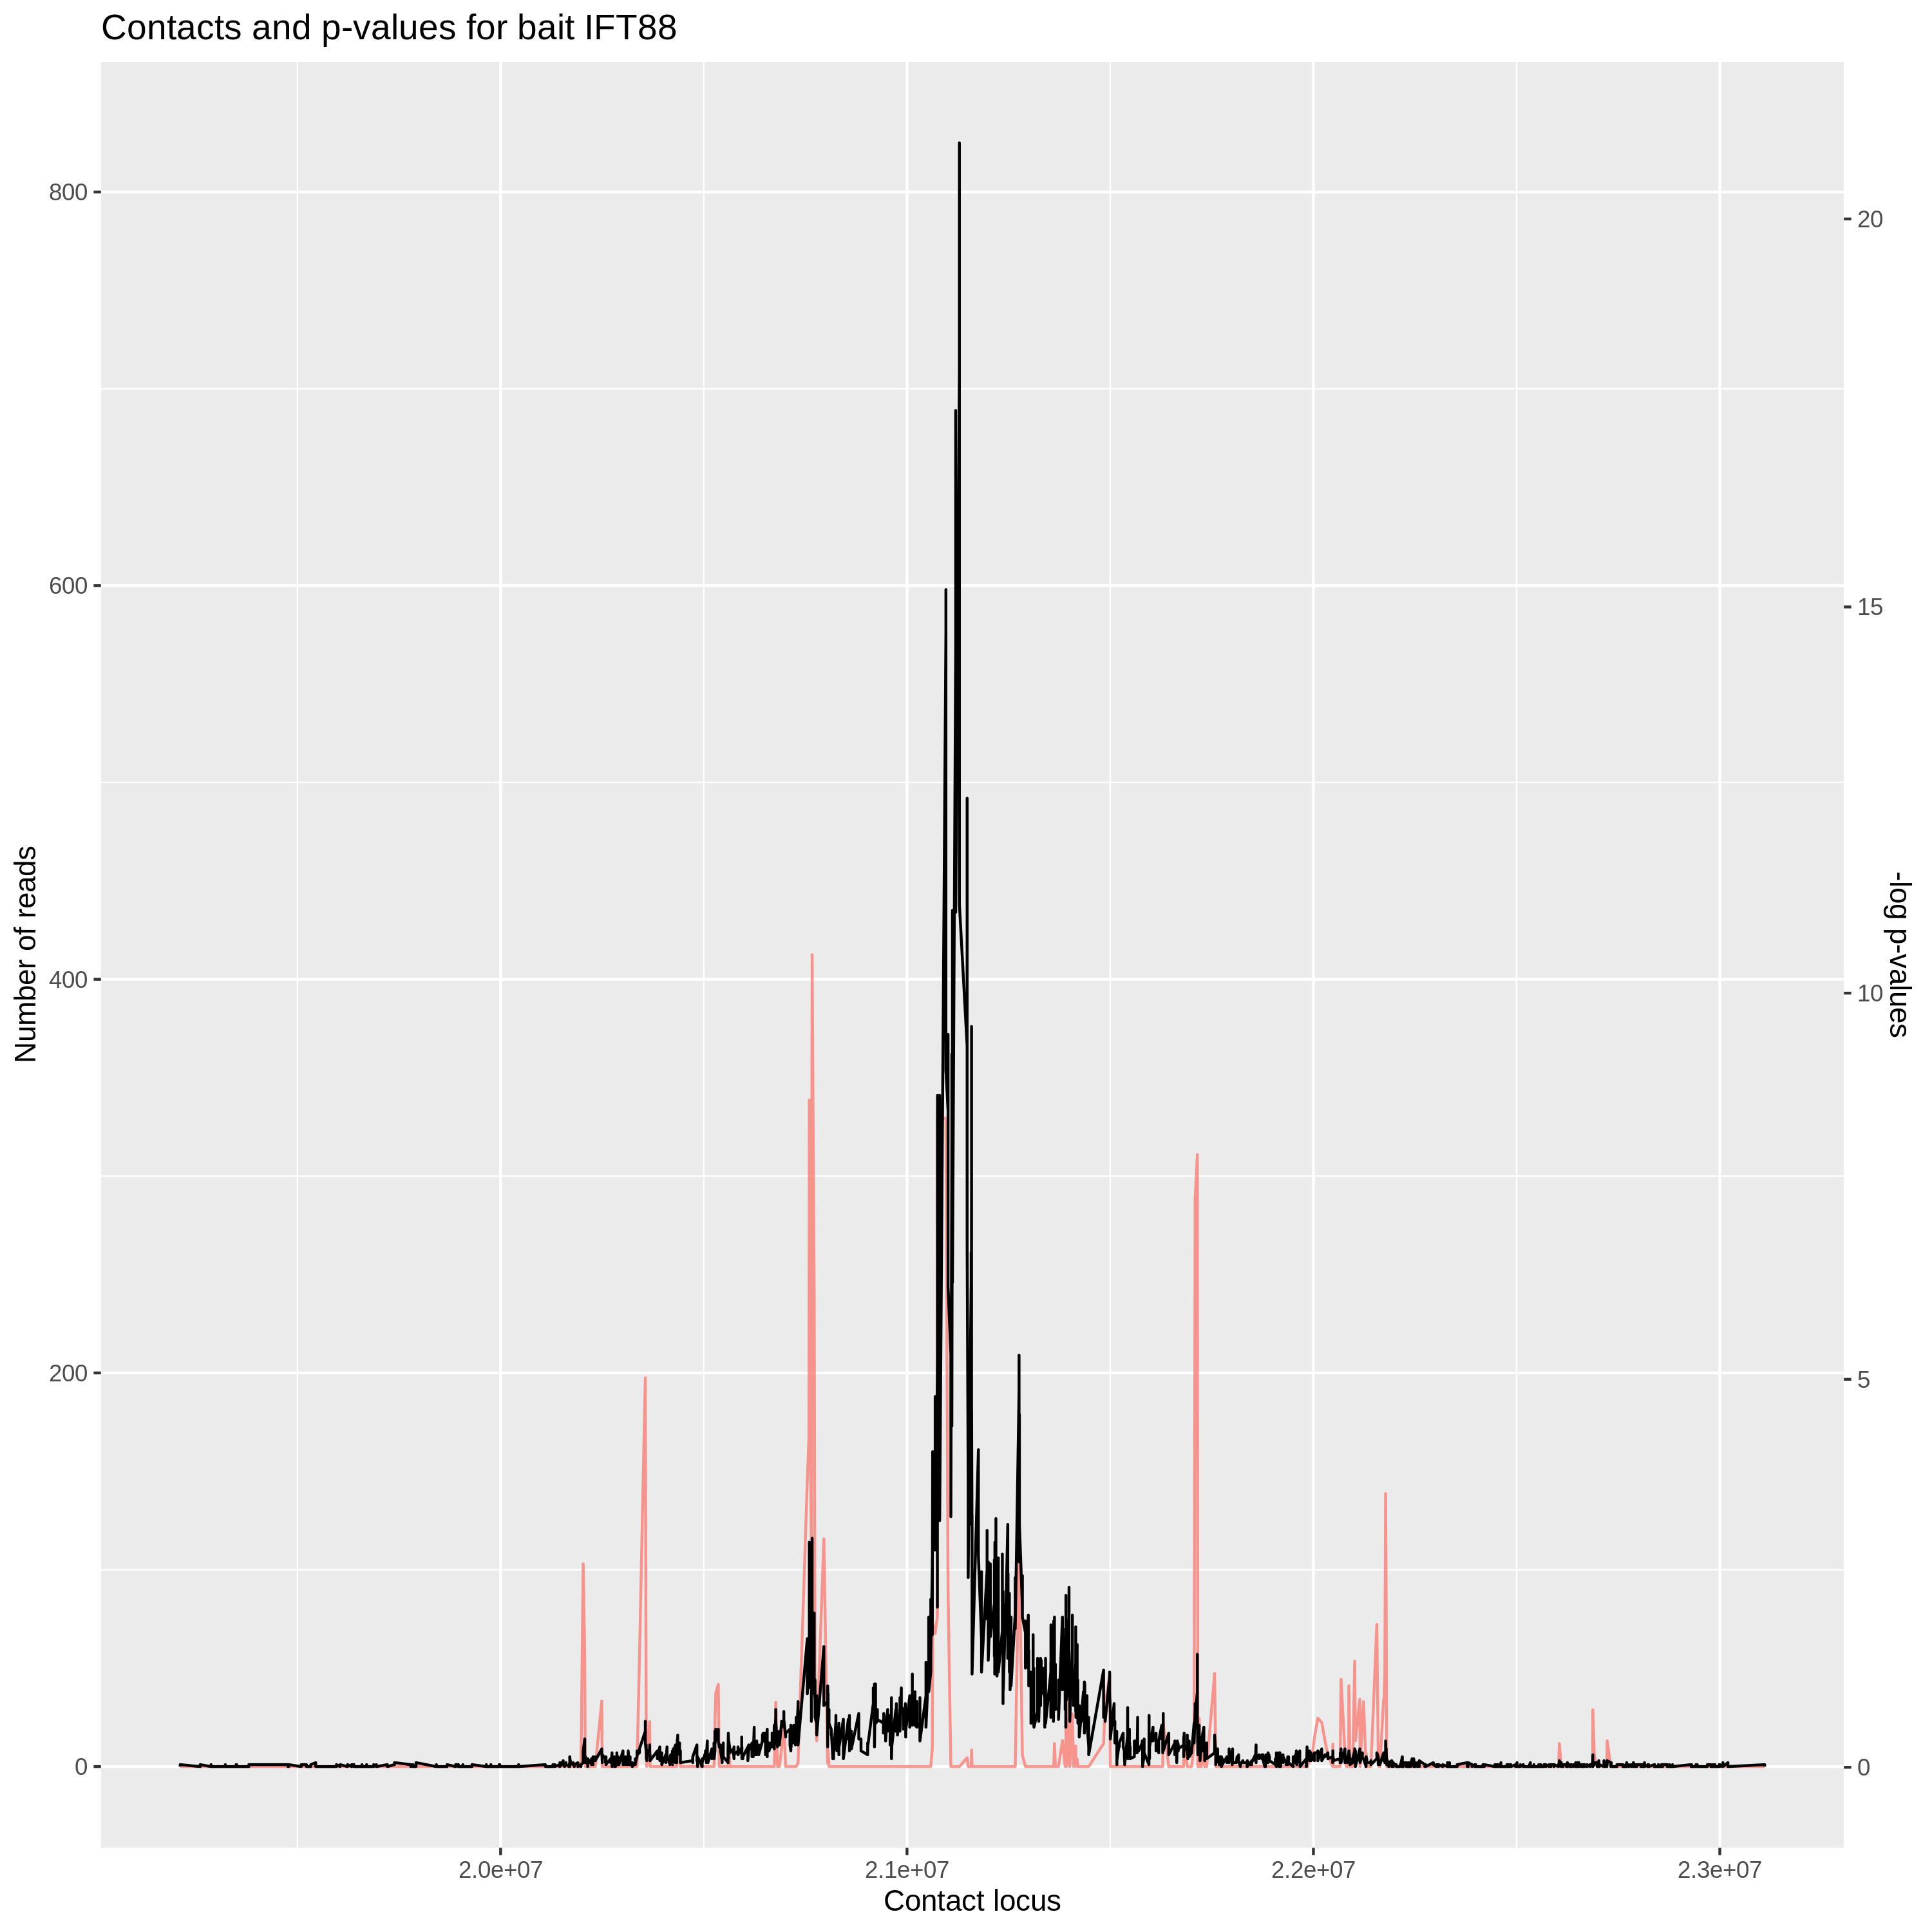 Contacts and p-values for bait IFT88
Number of reads
800
600
400
200
0
20
15
10
5
0
-log p-values
2.0e+07 2.1e+07 2.2e+07 2.3e+07
Contact locus